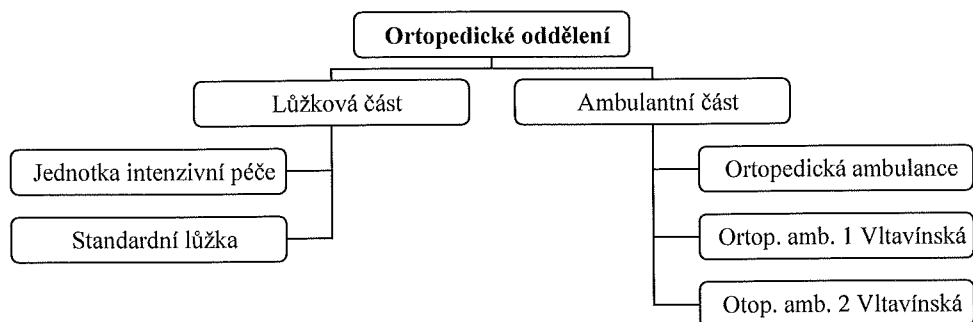 Ortopedické oddělení
Lůžková část
Ambulantní část
Jednotka intenzivní péče
Standardní lůžka
Ortopedická ambulance
Ortop. amb. 1 Vltavínská
Otop. amb. 2 Vltavínská